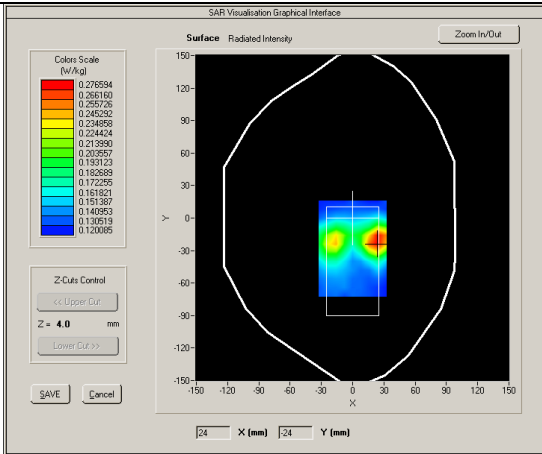 SAR Visualisation Graphical Interface
Surface Radiated Intensity
Zoom In/Out
Colors Scale
(W/kg)
0.276594
0.266160
0.255726
0.245292
0.234858
0.224424
0.213990
0.203557
0.193123
0.182689
0.172255
0.161821
0.151387
0.140953
0.130519
0.120085
Z-Cuts Control
<< Upper Cut
Z = 4.0 mm
Lower Cut >>
SAVE Cancel
150
120
90
60
30
0
-30
-60
-90
-120
-150
Y
-150 -120 -90 -60 -30 0 30 60 90 120 150
X
24 X (mm) -24 Y (mm)